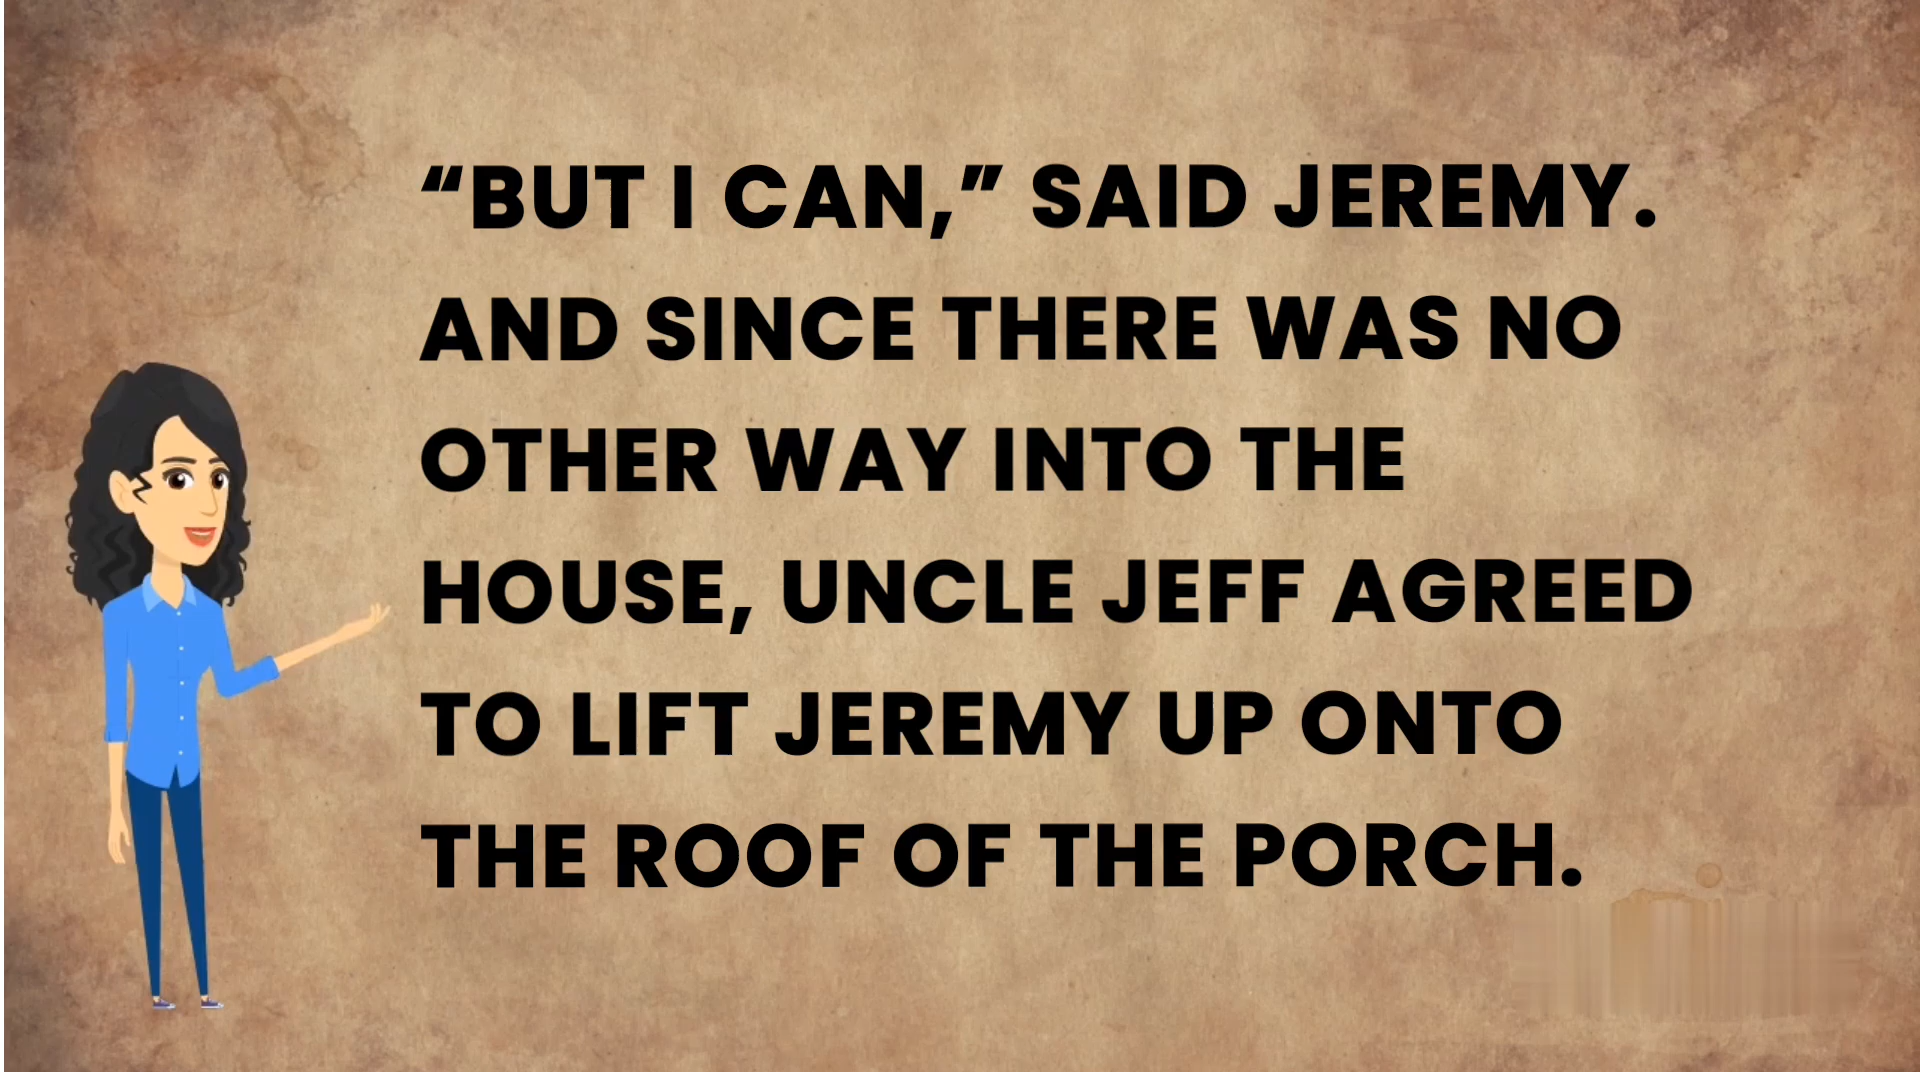 “BUT I CAN,” SAID JEREMY.
AND SINCE THERE WAS NO
OTHER WAY INTO THE
HOUSE, UNCLE JEFF AGREED
TO LIFT JEREMY UP ONTO
THE ROOF OF THE PORCH.